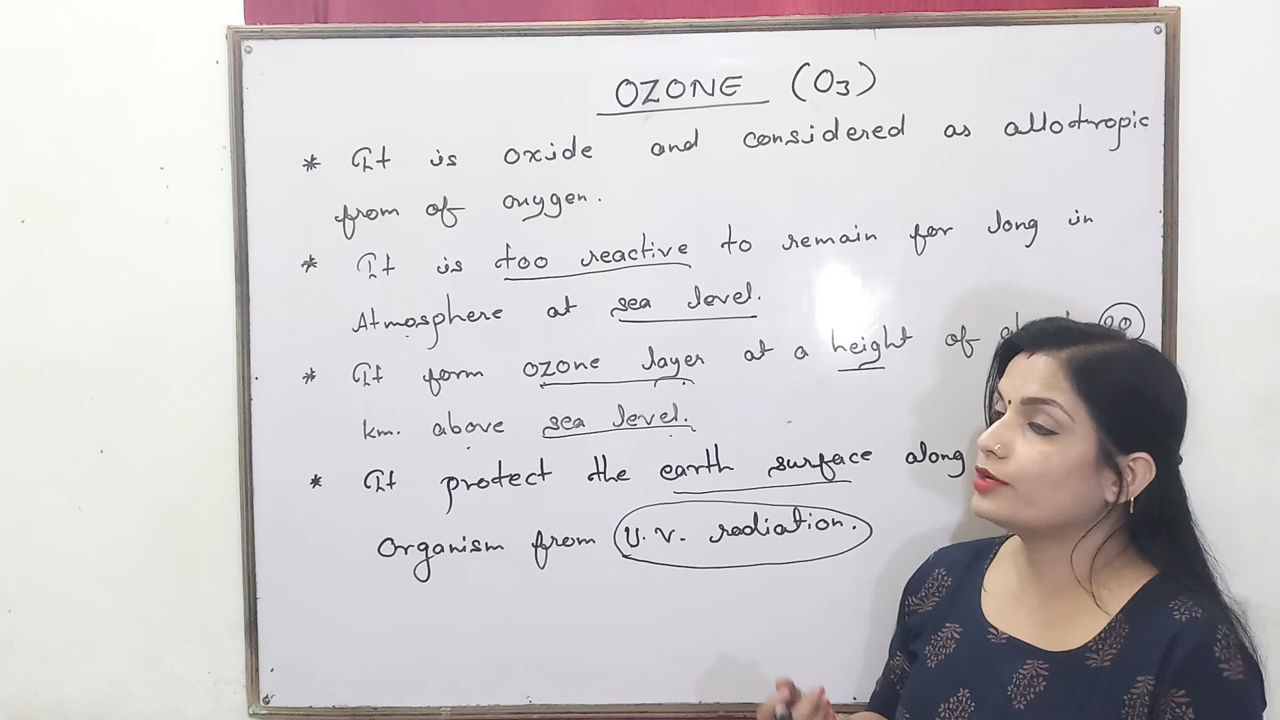 OZONE (O3)
* It is oxide and considered as allotropic
from of oxygen.
* It is too reactive to remain for long in
Atmosphere at sea level.
* It form ozone layer at a height of
km. above sea level.
* It protect the earth surface along
Organism from U.V. radiation.